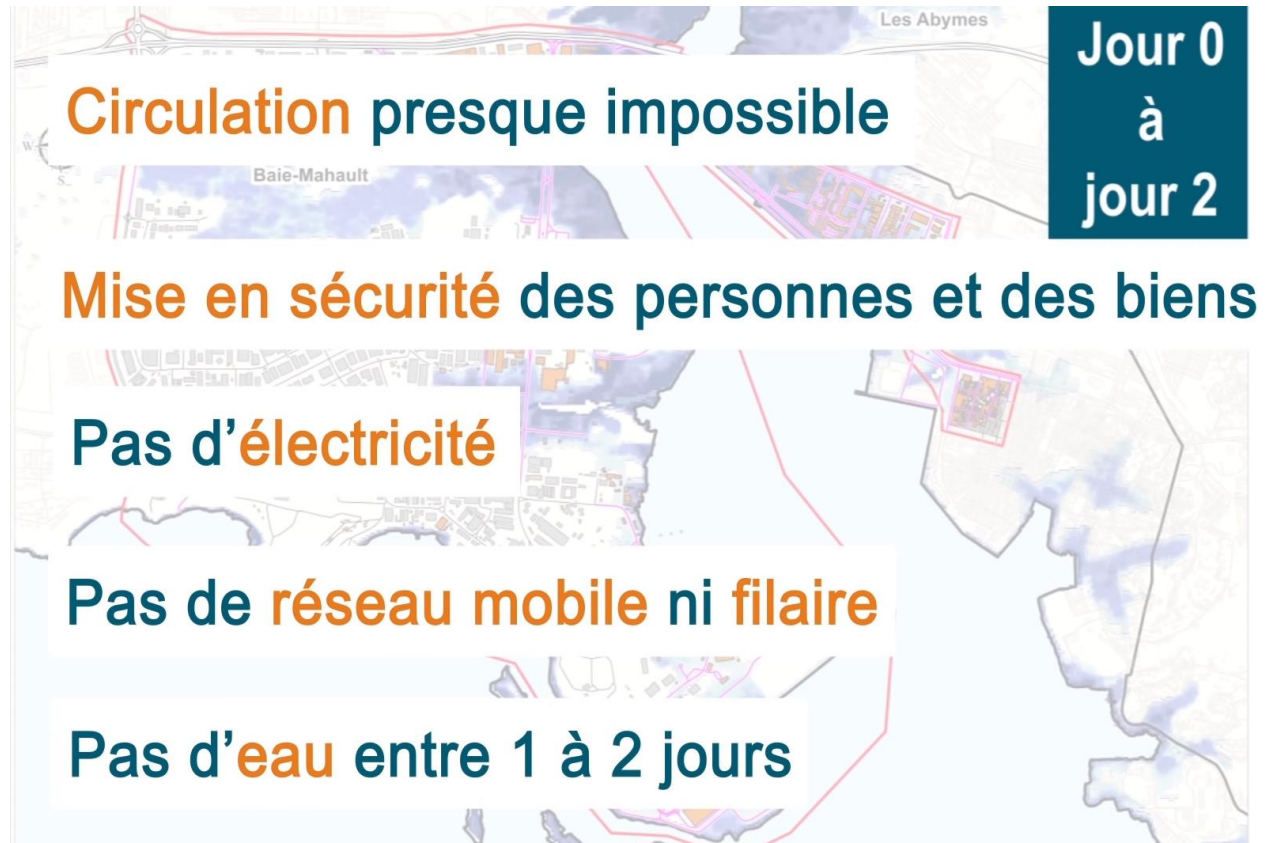 Les Abymes
Jour 0
à
jour 2
Circulation presque impossible
Baie-Mahault
W
S
Mise en sécurité des personnes et des biens
Pas d’électricité
Pas de réseau mobile ni filaire
Pas d’eau entre 1 à 2 jours